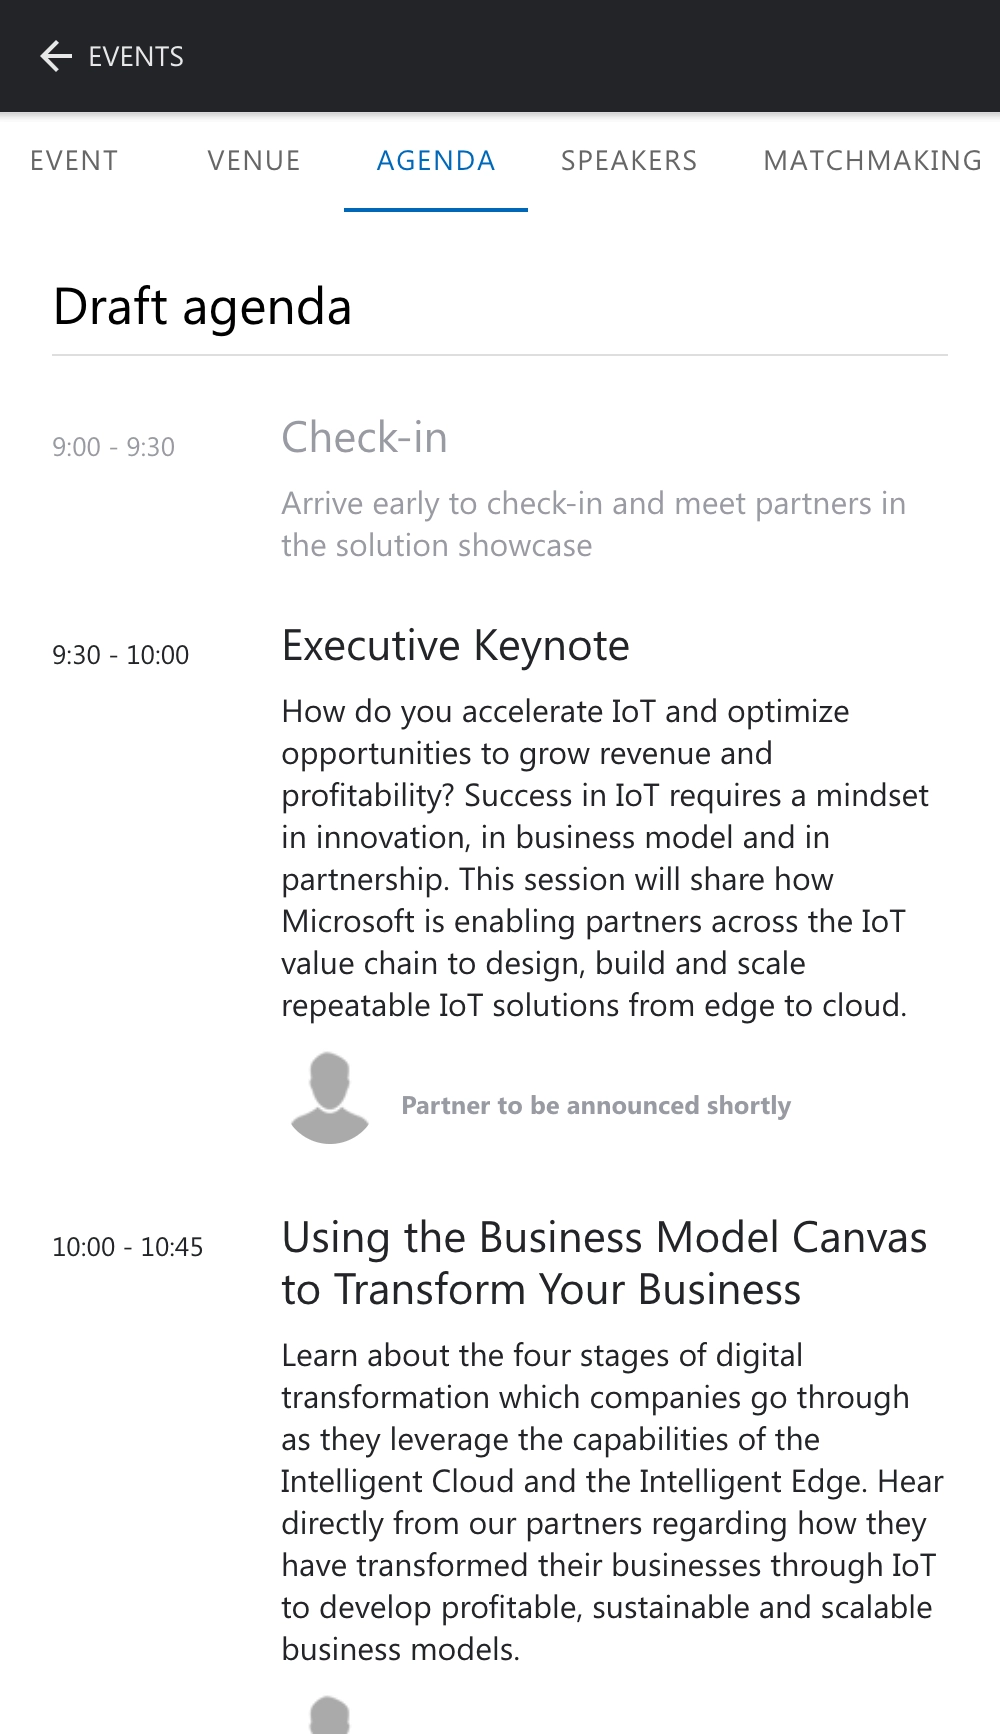 EVENTS
EVENT VENUE AGENDA SPEAKERS MATCHMAKING
Draft agenda
9:00 - 9:30 Check-in
Arrive early to check-in and meet partners in
the solution showcase
9:30 - 10:00 Executive Keynote
How do you accelerate IoT and optimize
opportunities to grow revenue and
profitability? Success in IoT requires a mindset
in innovation, in business model and in
partnership. This session will share how
Microsoft is enabling partners across the IoT
value chain to design, build and scale
repeatable IoT solutions from edge to cloud.
Partner to be announced shortly
10:00 - 10:45 Using the Business Model Canvas
to Transform Your Business
Learn about the four stages of digital
transformation which companies go through
as they leverage the capabilities of the
Intelligent Cloud and the Intelligent Edge. Hear
directly from our partners regarding how they
have transformed their businesses through IoT
to develop profitable, sustainable and scalable
business models.